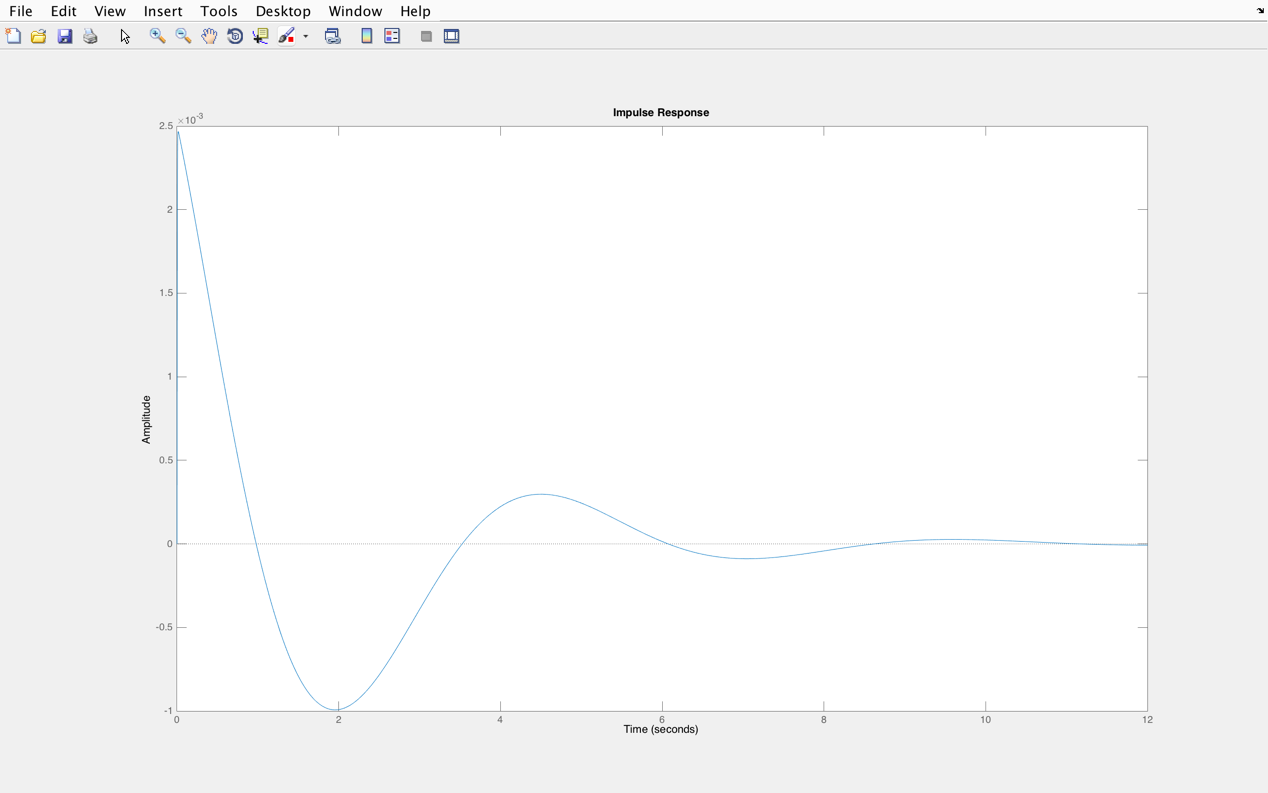 File Edit View Insert Tools Desktop Window Help
Impulse Response
×10-3
2.5
2
1.5
1
0.5
0
-0.5
-1
Amplitude
0 2 4 6 8 10 12
Time (seconds)